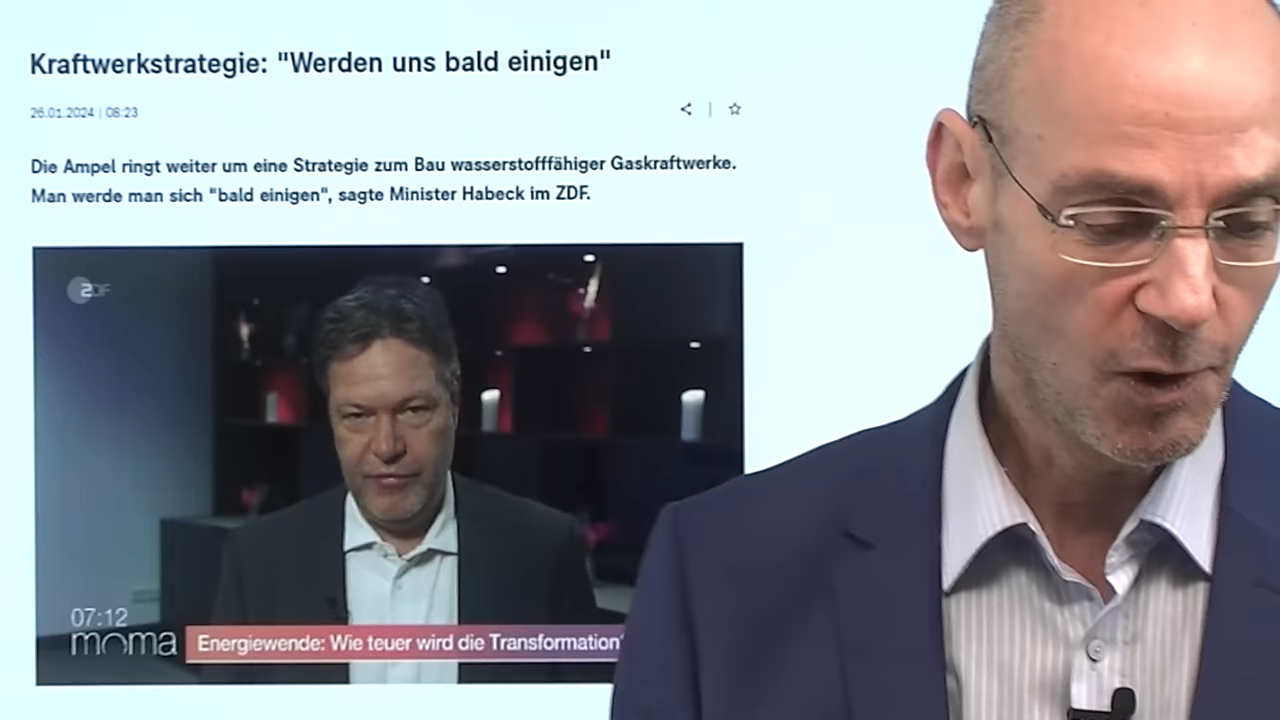 Kraftwerkstrategie: "Werden uns bald einigen"
26.01.2024 | 08:23
Die Ampel ringt weiter um eine Strategie zum Bau wasserstofffähiger Gaskraftwerke.
Man werde man sich "bald einigen", sagte Minister Habeck im ZDF.
ZDF
07:12
moma
Energiewende: Wie teuer wird die Transformation?